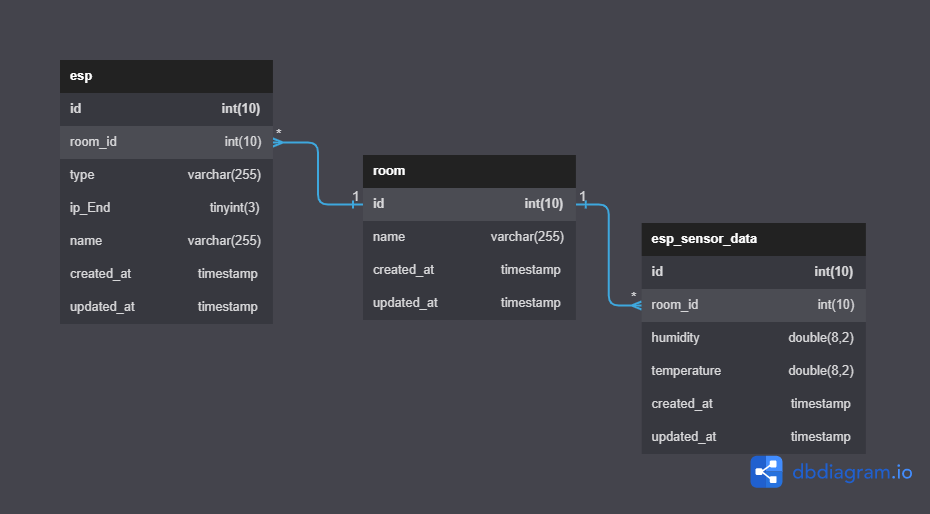 esp
id int(10)
room_id int(10)
type varchar(255)
ip_End tinyint(3)
name varchar(255)
created_at timestamp
updated_at timestamp
*
1
room
id int(10)
name varchar(255)
created_at timestamp
updated_at timestamp
1
*
esp_sensor_data
id int(10)
room_id int(10)
humidity double(8,2)
temperature double(8,2)
created_at timestamp
updated_at timestamp
dbdiagram.io